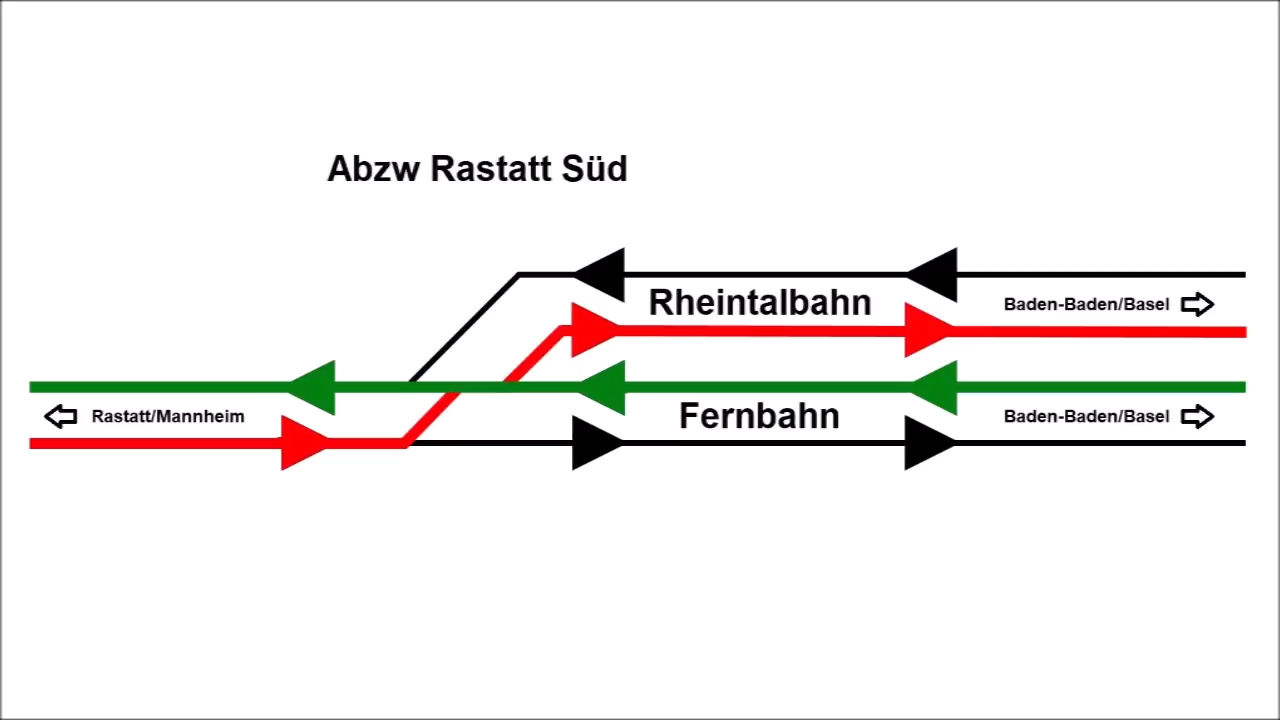 Abzw Rastatt Süd
Rheintalbahn
Baden-Baden/Basel
Rastatt/Mannheim
Fernbahn
Baden-Baden/Basel